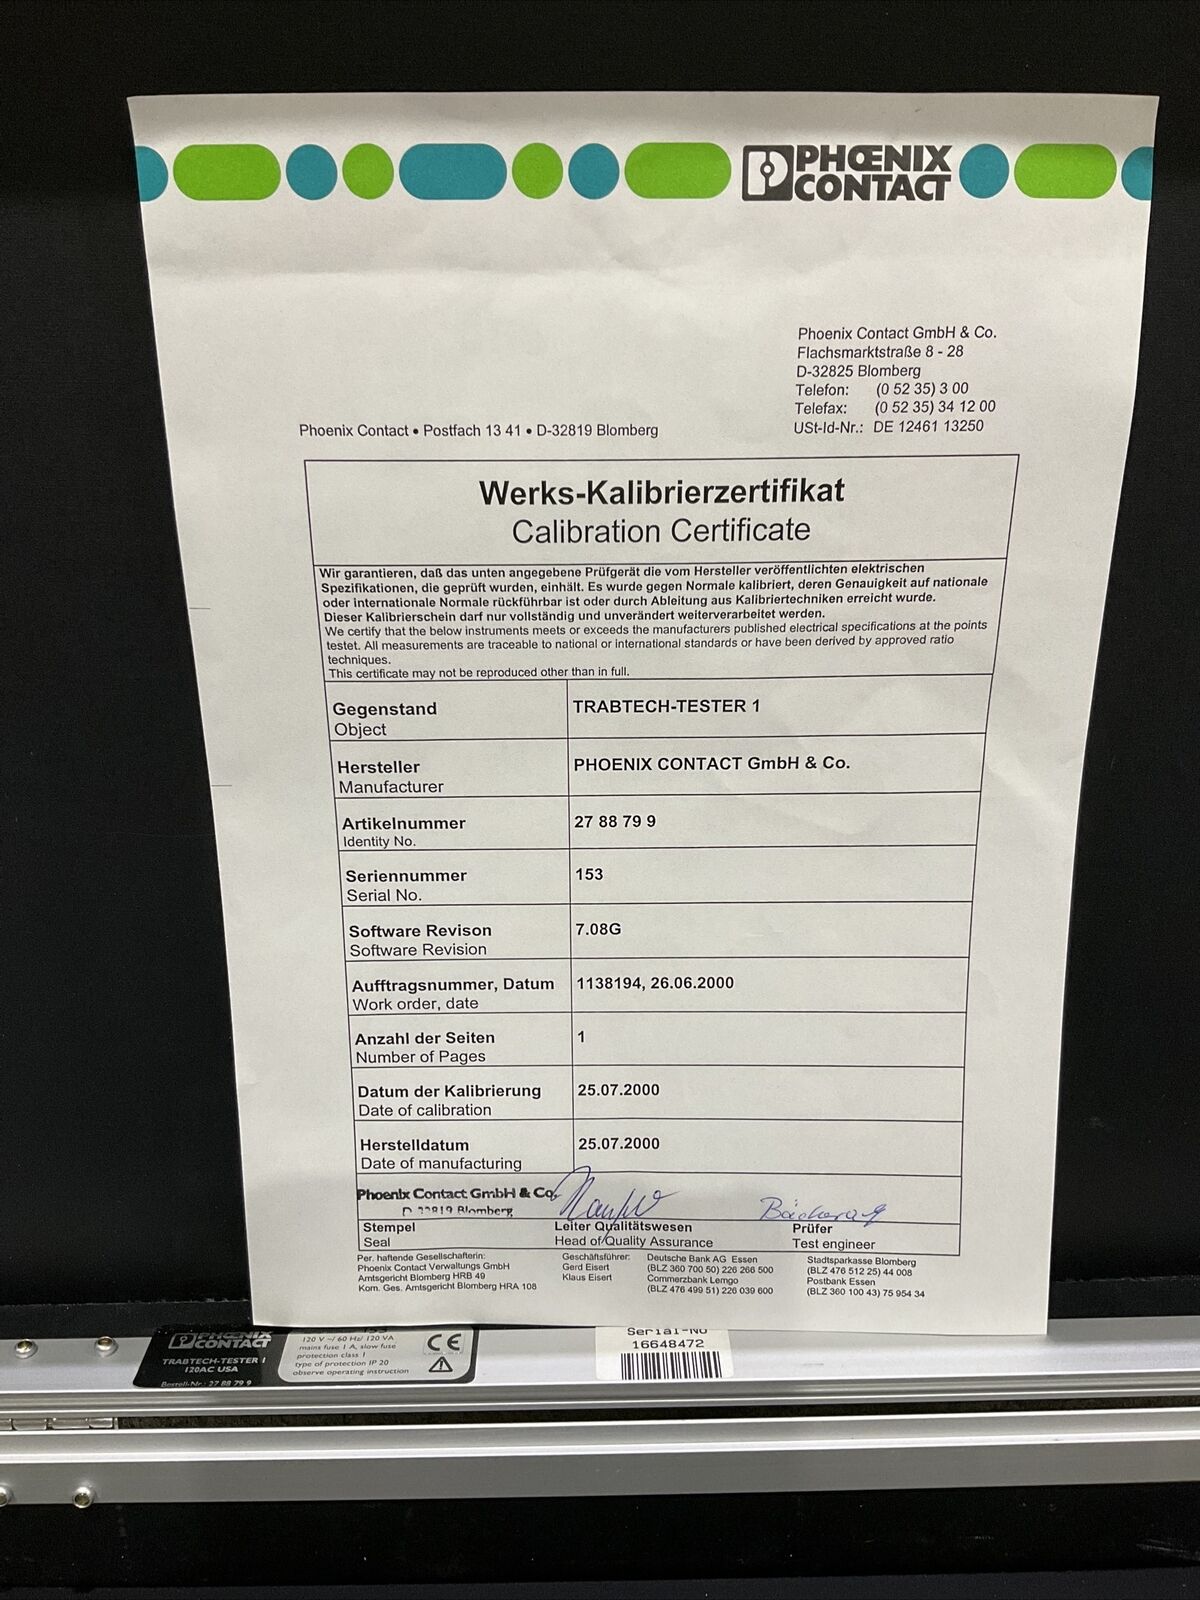 PHŒNIX
CONTACT
Phoenix Contact GmbH & Co.
Flachsmarktstraße 8 - 28
D-32825 Blomberg
Telefon: (0 52 35) 3 00
Telefax: (0 52 35) 34 12 00
USt-Id-Nr.: DE 12461 13250
Phoenix Contact • Postfach 13 41 • D-32819 Blomberg
Werks-Kalibrierzertifikat
Calibration Certificate
Wir garantieren, daß das unten angegebene Prüfgerät die vom Hersteller veröffentlichten elektrischen
Spezifikationen, die geprüft wurden, einhält. Es wurde gegen Normale kalibriert, deren Genauigkeit auf nationale
oder internationale Normale rückführbar ist oder durch Ableitung aus Kalibriertechniken erreicht wurde.
Dieser Kalibrierschein darf nur vollständig und unverändert weiterverarbeitet werden.
We certify that the below instruments meets or exceeds the manufacturers published electrical specifications at the points
testet. All measurements are traceable to national or international standards or have been derived by approved ratio
techniques.
This certificate may not be reproduced other than in full.
Gegenstand TRABTECH-TESTER 1
Object
Hersteller PHOENIX CONTACT GmbH & Co.
Manufacturer
Artikelnummer 27 88 79 9
Identity No.
Seriennummer 153
Serial No.
Software Revison 7.08G
Software Revision
Aufftragsnummer, Datum 1138194, 26.06.2000
Work order, date
Anzahl der Seiten 1
Number of Pages
Datum der Kalibrierung 25.07.2000
Date of calibration
Herstelldatum 25.07.2000
Date of manufacturing
Phoenix Contact GmbH & Co.
D-32819 Blomberg
Stempel Leiter Qualitätswesen Prüfer
Seal Head of Quality Assurance Test engineer
Per. haftende Gesellschafterin:
Phoenix Contact Verwaltungs GmbH
Amtsgericht Blomberg HRB 49
Kom. Ges. Amtsgericht Blomberg HRA 108
Geschäftsführer:
Gerd Eisert
Klaus Eisert
Deutsche Bank AG Essen
(BLZ 360 700 50) 226 266 500
Commerzbank Lemgo
(BLZ 476 499 51) 226 039 600
Stadtsparkasse Blomberg
(BLZ 476 512 25) 44 008
Postbank Essen
(BLZ 360 100 43) 75 954 34
PHŒNIX
CONTACT
TRABTECH-TESTER I
120AC USA
Bestell-Nr.: 27 88 79 9
120 V ~/ 60 Hz/ 120 VA
mains fuse 1 A, slow fuse
protection class I
type of protection IP 20
observe operating instruction
CE
Serial-No
16648472